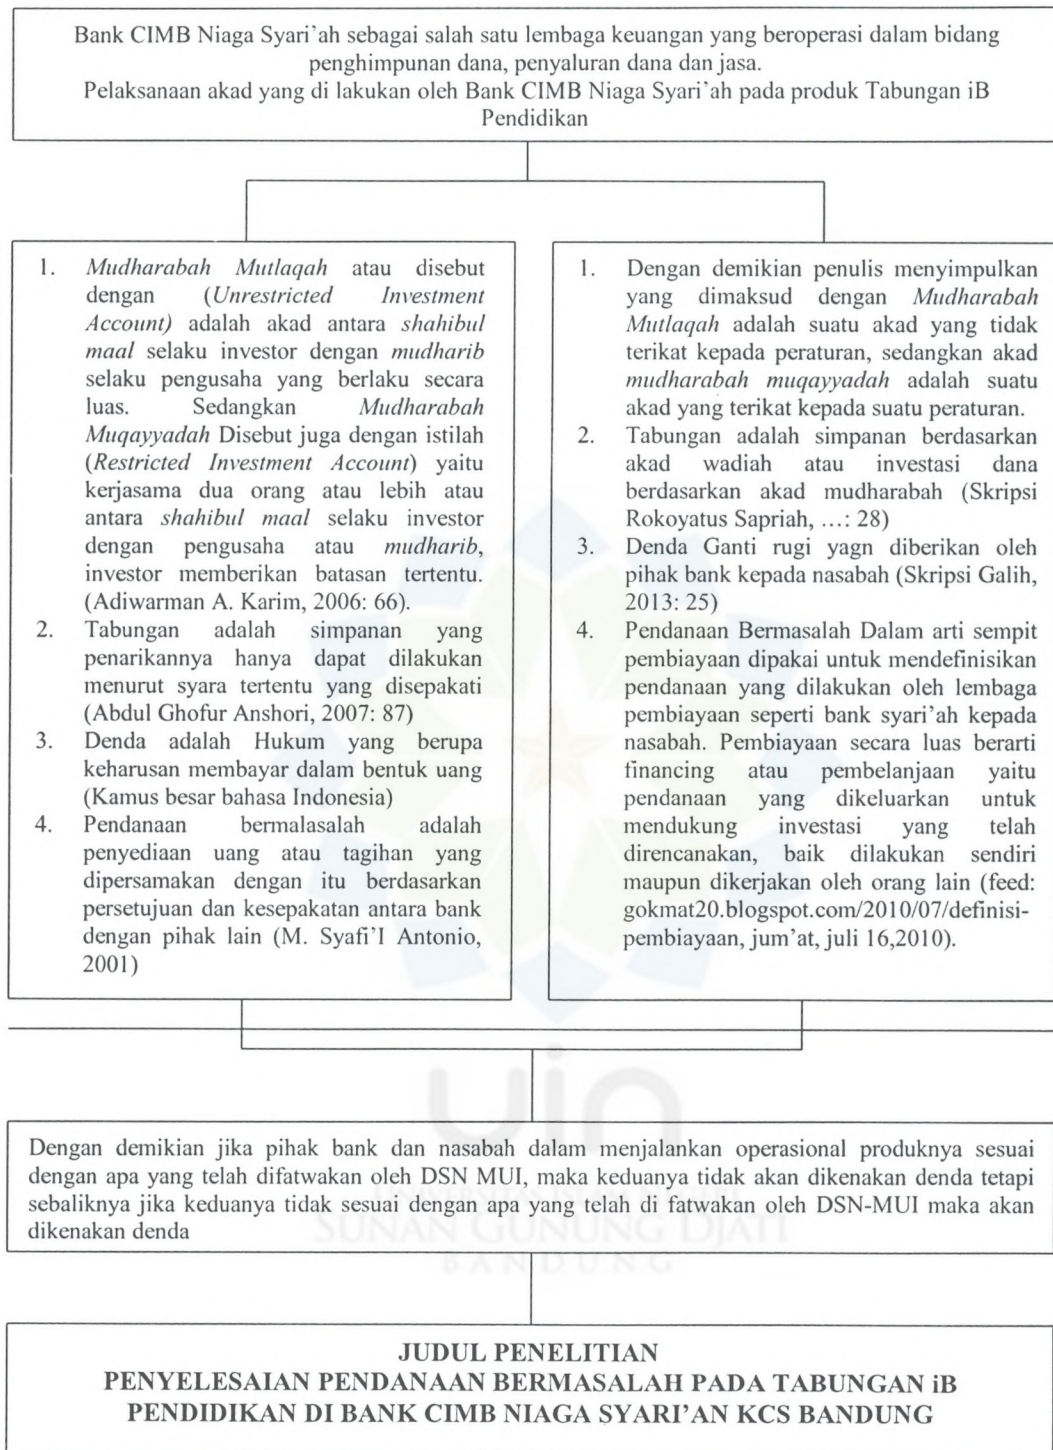 Bank CIMB Niaga Syari'ah sebagai salah satu lembaga keuangan yang beroperasi dalam bidang
penghimpunan dana, penyaluran dana dan jasa.
Pelaksanaan akad yang di lakukan oleh Bank CIMB Niaga Syari'ah pada produk Tabungan iB
Pendidikan
1. Mudharabah Mutlaqah atau disebut
dengan (Unrestricted Investment
Account) adalah akad antara shahibul
maal selaku investor dengan mudharib
selaku pengusaha yang berlaku secara
luas. Sedangkan Mudharabah
Muqayyadah Disebut juga dengan istilah
(Restricted Investment Account) yaitu
kerjasama dua orang atau lebih atau
antara shahibul maal selaku investor
dengan pengusaha atau mudharib,
investor memberikan batasan tertentu.
(Adiwarman A. Karim, 2006: 66).
2. Tabungan adalah simpanan yang
penarikannya hanya dapat dilakukan
menurut syara tertentu yang disepakati
(Abdul Ghofur Anshori, 2007: 87)
3. Denda adalah Hukum yang berupa
keharusan membayar dalam bentuk uang
(Kamus besar bahasa Indonesia)
4. Pendanaan bermalasalah adalah
penyediaan uang atau tagihan yang
dipersamakan dengan itu berdasarkan
persetujuan dan kesepakatan antara bank
dengan pihak lain (M. Syafi'I Antonio,
2001)
1. Dengan demikian penulis menyimpulkan
yang dimaksud dengan Mudharabah
Mutlaqah adalah suatu akad yang tidak
terikat kepada peraturan, sedangkan akad
mudharabah muqayyadah adalah suatu
akad yang terikat kepada suatu peraturan.
2. Tabungan adalah simpanan berdasarkan
akad wadiah atau investasi dana
berdasarkan akad mudharabah (Skripsi
Rokoyatus Sapriah, ...: 28)
3. Denda Ganti rugi yagn diberikan oleh
pihak bank kepada nasabah (Skripsi Galih,
2013: 25)
4. Pendanaan Bermasalah Dalam arti sempit
pembiayaan dipakai untuk mendefinisikan
pendanaan yang dilakukan oleh lembaga
pembiayaan seperti bank syari'ah kepada
nasabah. Pembiayaan secara luas berarti
financing atau pembelanjaan yaitu
pendanaan yang dikeluarkan untuk
mendukung investasi yang telah
direncanakan, baik dilakukan sendiri
maupun dikerjakan oleh orang lain (feed:
gokmat20.blogspot.com/2010/07/definisi-
pembiayaan, jum'at, juli 16,2010).
uin
Dengan demikian jika pihak bank dan nasabah dalam menjalankan operasional produknya sesuai
dengan apa yang telah difatwakan oleh DSN MUI, maka keduanya tidak akan dikenakan denda tetapi
sebaliknya jika keduanya tidak sesuai dengan apa yang telah di fatwakan oleh DSN-MUI maka akan
dikenakan denda
UNIVERSITAS ISLAM NEGERI
SUNAN GUNUNG DJATI
BANDUNG
JUDUL PENELITIAN
PENYELESAIAN PENDANAAN BERMASALAH PADA TABUNGAN iB
PENDIDIKAN DI BANK CIMB NIAGA SYARI'AN KCS BANDUNG